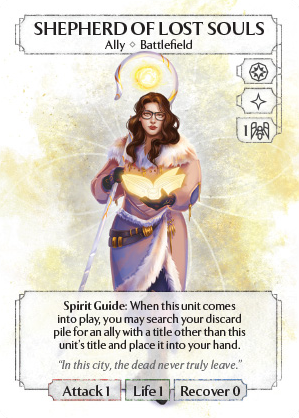 SHEPHERD OF LOST SOULS
Ally ⬦ Battlefield
1
Spirit Guide: When this unit comes
into play, you may search your discard
pile for an ally with a title other than this
unit's title and place it into your hand.
"In this city, the dead never truly leave."
Attack 1 Life 1 Recover 0